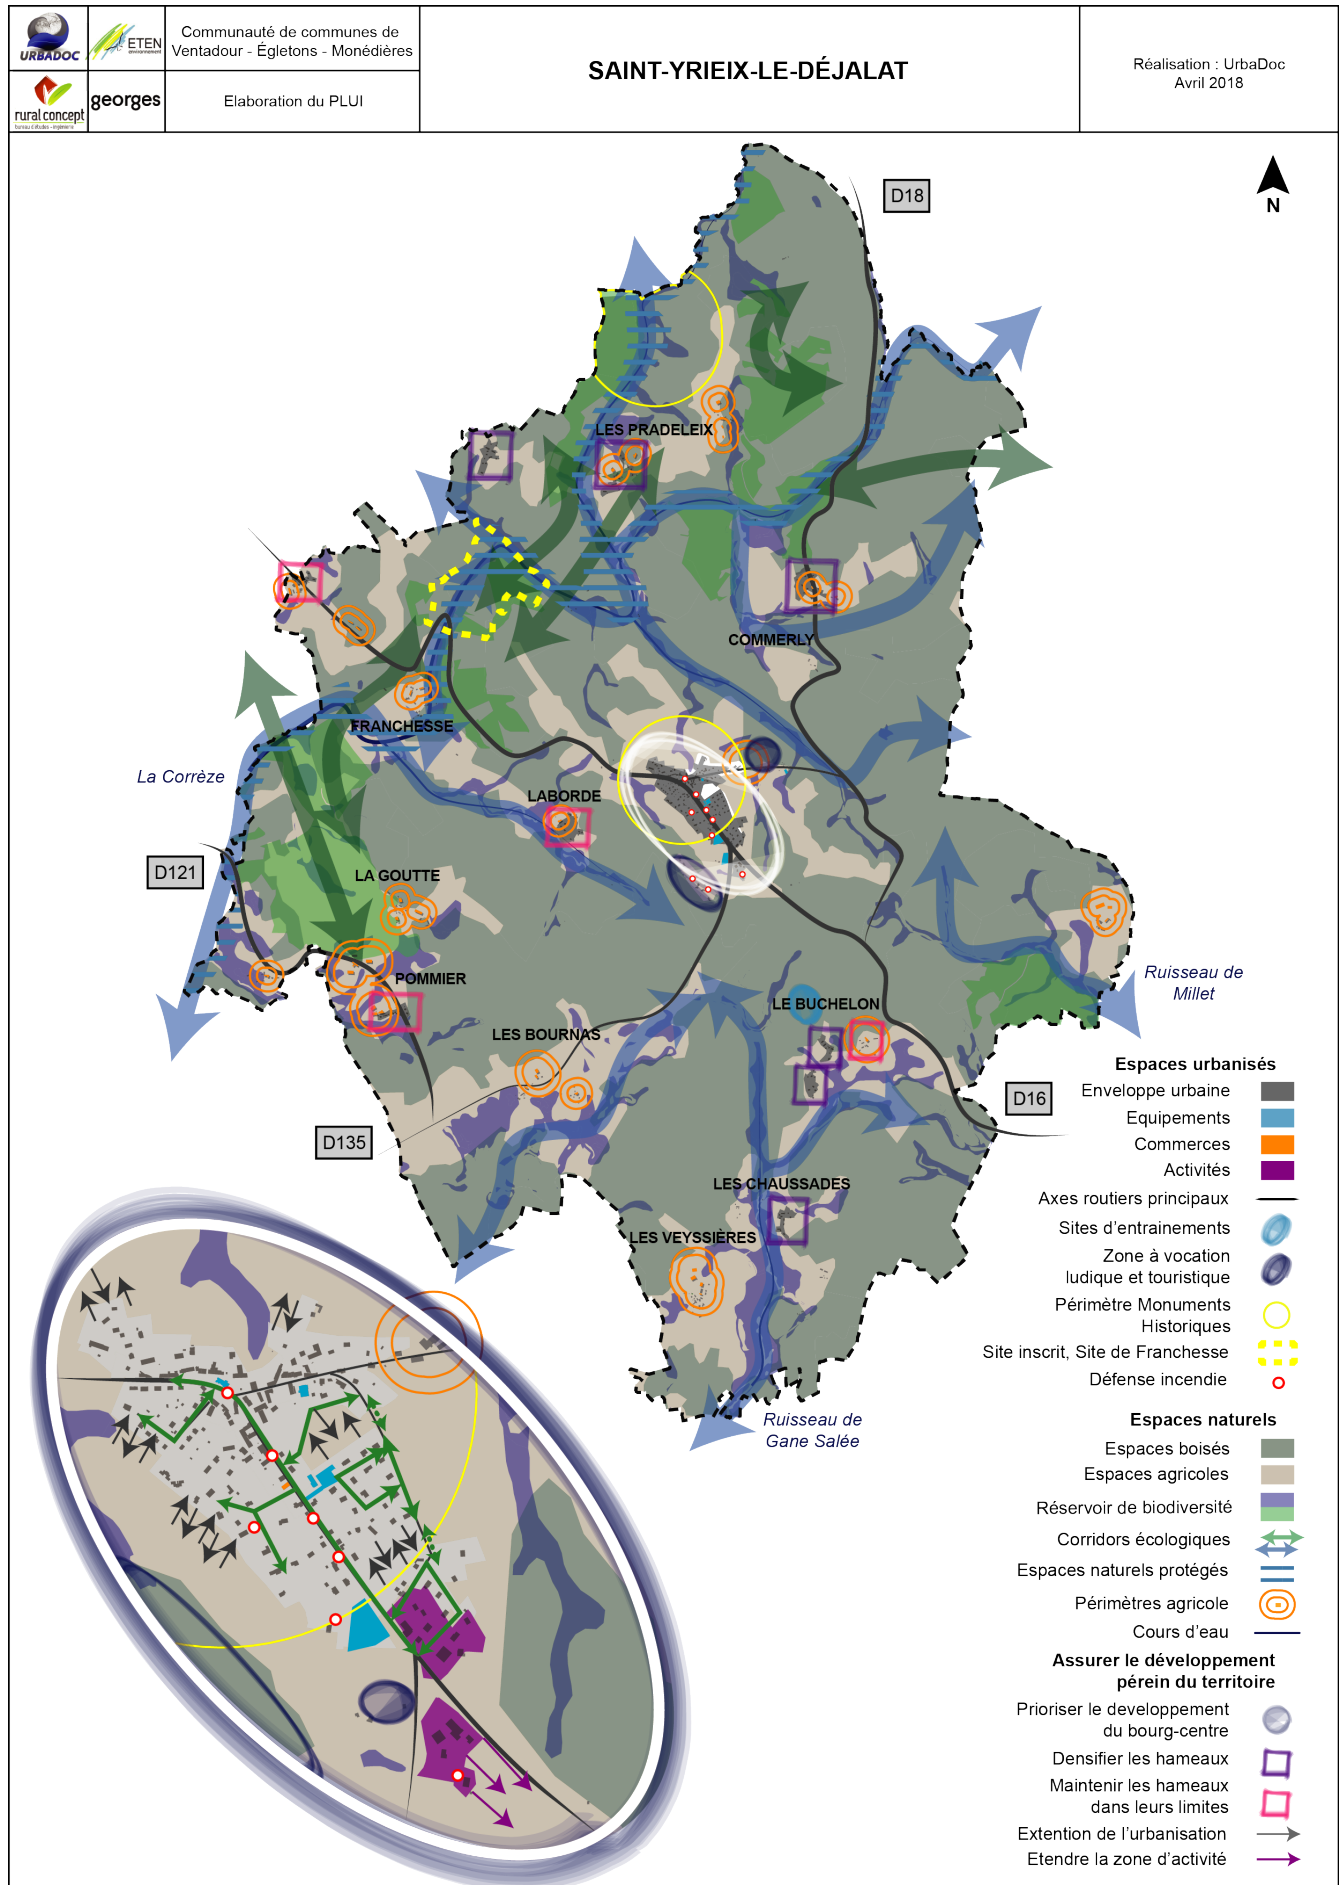 URBADOC
ETEN
environnement
rural concept
bureau d'études - ingénierie
georges
Communauté de communes de
Ventadour - Égletons - Monédières
Elaboration du PLUI
SAINT-YRIEIX-LE-DÉJALAT
Réalisation : UrbaDoc
Avril 2018
N
D18
LES PRADELEIX
COMMERLY
FRANCHESSE
La Corrèze
LABORDE
D121
LA GOUTTE
POMMIER
LE BUCHELON
Ruisseau de
Millet
LES BOURNAS
D16
D135
LES CHAUSSADES
LES VEYSSIÈRES
Ruisseau de
Gane Salée
Espaces urbanisés
Enveloppe urbaine
Equipements
Commerces
Activités
Axes routiers principaux
Sites d'entrainements
Zone à vocation
ludique et touristique
Périmètre Monuments
Historiques
Site inscrit, Site de Franchesse
Défense incendie
Espaces naturels
Espaces boisés
Espaces agricoles
Réservoir de biodiversité
Corridors écologiques
Espaces naturels protégés
Périmètres agricole
Cours d'eau
Assurer le développement
pérein du territoire
Prioriser le developpement
du bourg-centre
Densifier les hameaux
Maintenir les hameaux
dans leurs limites
Extention de l'urbanisation
Etendre la zone d'activité